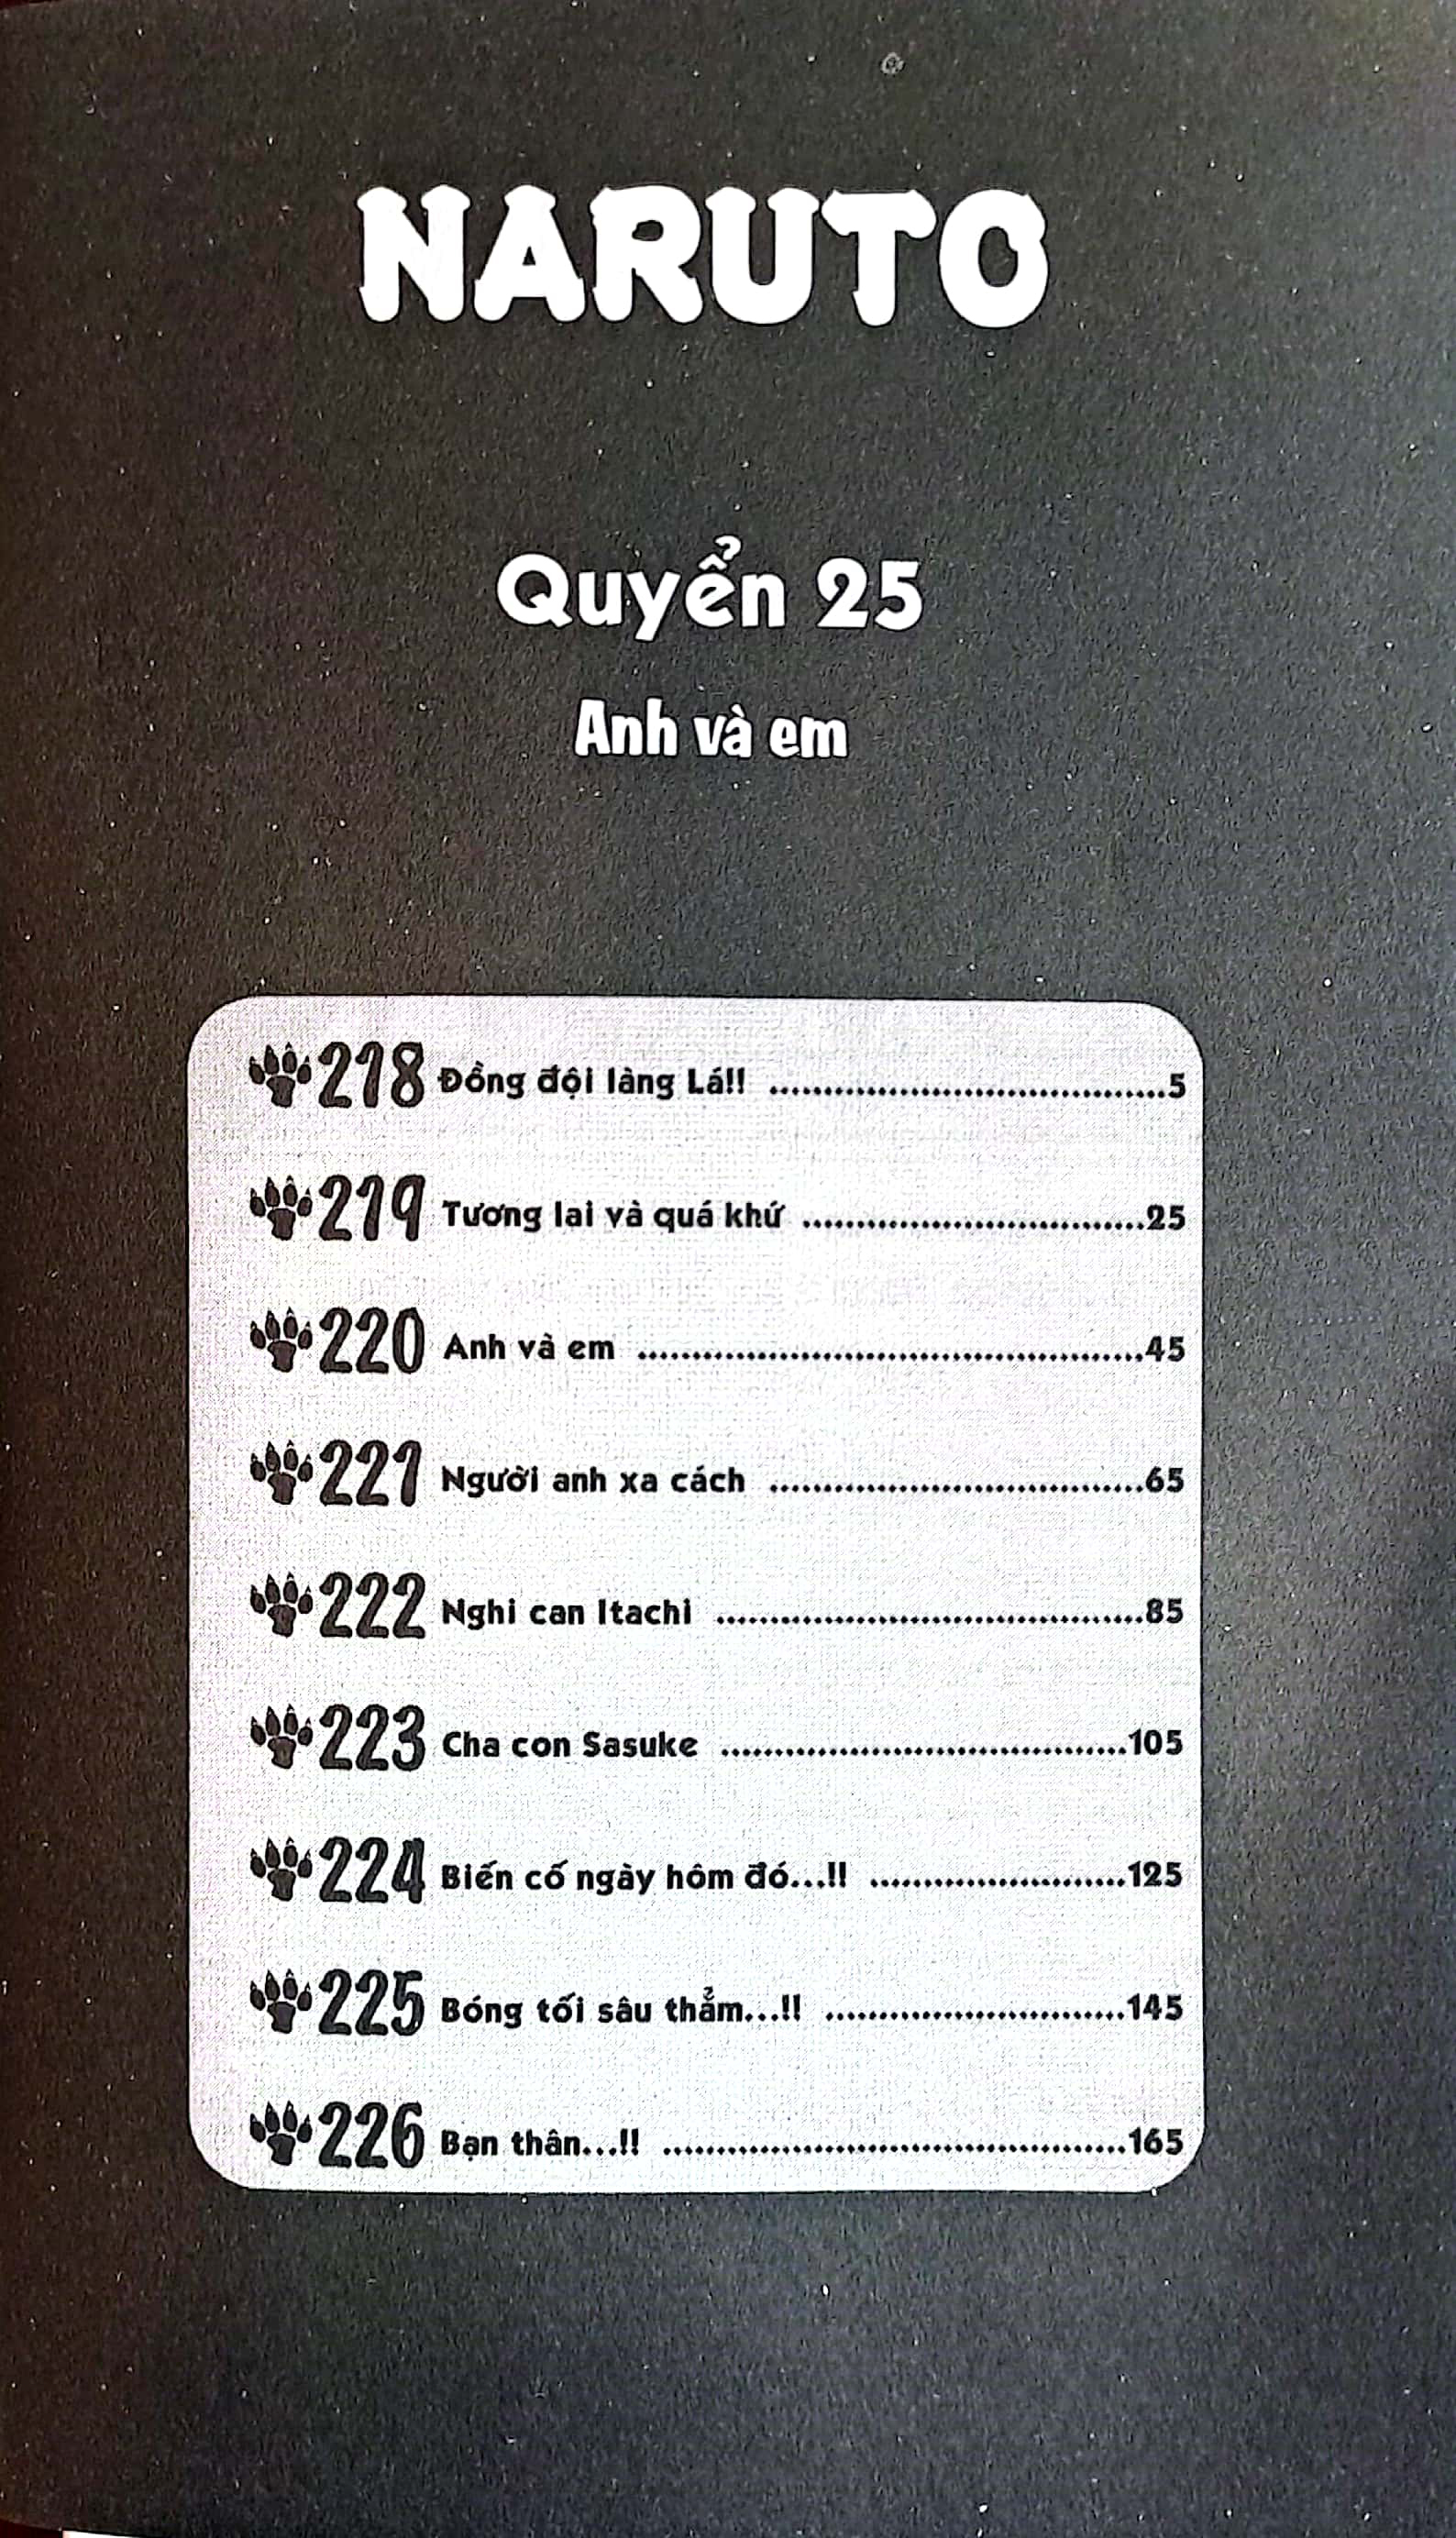 NARUTO
Quyển 25
Anh và em
218 Đồng đội làng Lá!! ......................................5
219 Tương lai và quá khứ .................................25
220 Anh và em ................................................45
221 Người anh xa cách ....................................65
222 Nghi can Itachi .........................................85
223 Cha con Sasuke .......................................105
224 Biến cố ngày hôm đó...!! ........................125
225 Bóng tối sâu thẳm...!! .............................145
226 Bạn thân...!! ............................................165